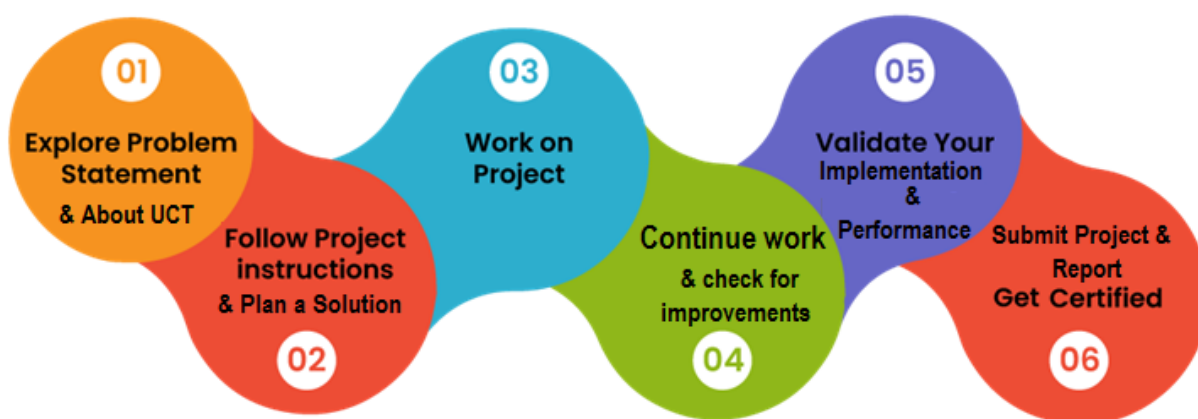 01
Explore Problem
Statement
& About UCT
Follow Project
instructions
& Plan a Solution
02
03
Work on
Project
Continue work
& check for
improvements
04
05
Validate Your
Implementation
&
Performance
Submit Project &
Report
Get Certified
06